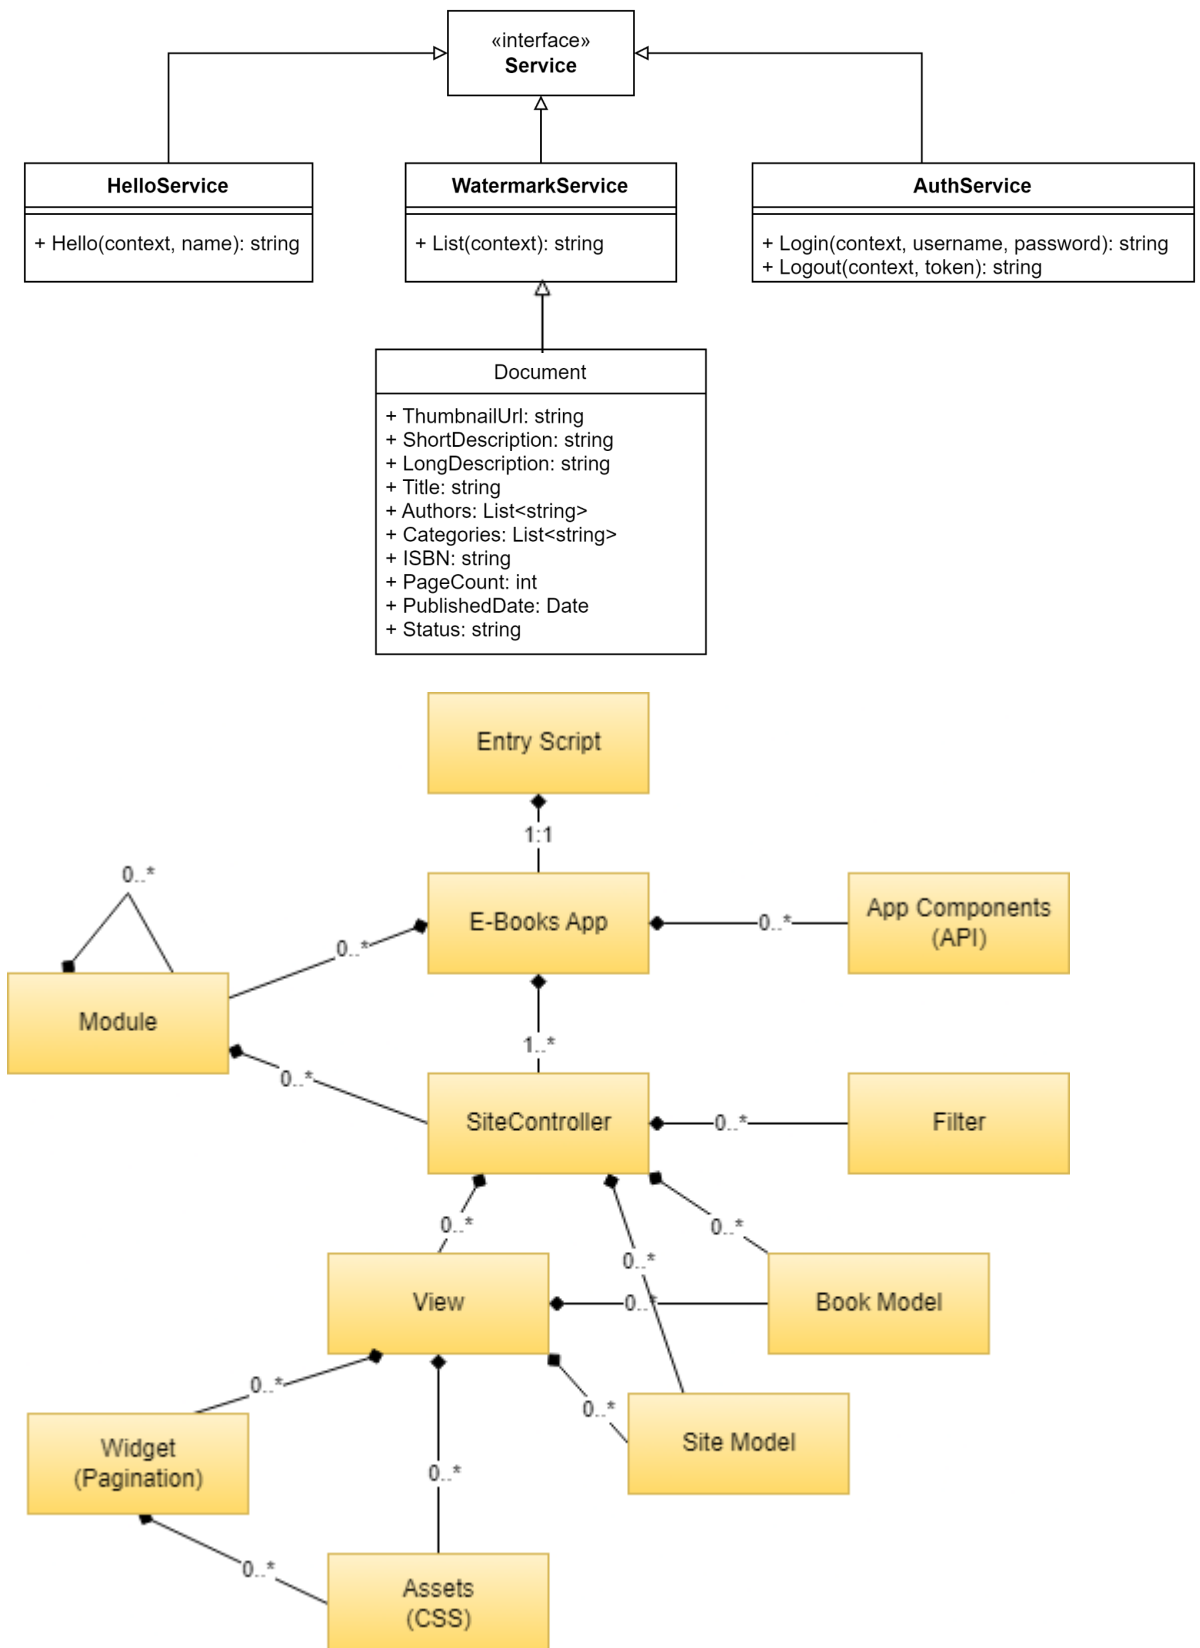 «interface»
Service
HelloService
+ Hello(context, name): string
WatermarkService
+ List(context): string
AuthService
+ Login(context, username, password): string
+ Logout(context, token): string
Document
+ ThumbnailUrl: string
+ ShortDescription: string
+ LongDescription: string
+ Title: string
+ Authors: List<string>
+ Categories: List<string>
+ ISBN: string
+ PageCount: int
+ PublishedDate: Date
+ Status: string
Entry Script
1:1
0..*
E-Books App
0..*
0..*
App Components
(API)
Module
1..*
0..*
SiteController
0..*
Filter
0..*
0..*
0..*
View
0..*
Book Model
0..*
0..*
Widget
(Pagination)
Site Model
0..*
0..*
Assets
(CSS)